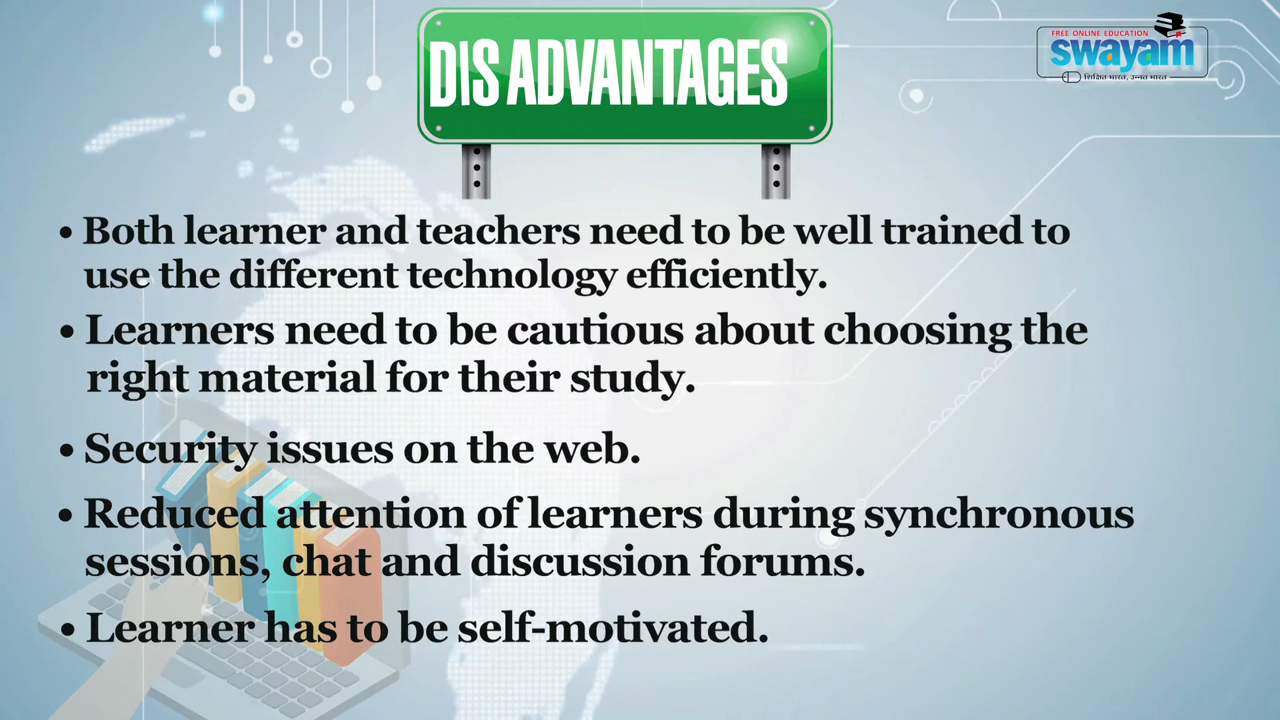 DIS ADVANTAGES
FREE ONLINE EDUCATION
swayam
शिक्षित भारत, उन्नत भारत
• Both learner and teachers need to be well trained to
use the different technology efficiently.
• Learners need to be cautious about choosing the
right material for their study.
• Security issues on the web.
• Reduced attention of learners during synchronous
sessions, chat and discussion forums.
• Learner has to be self-motivated.